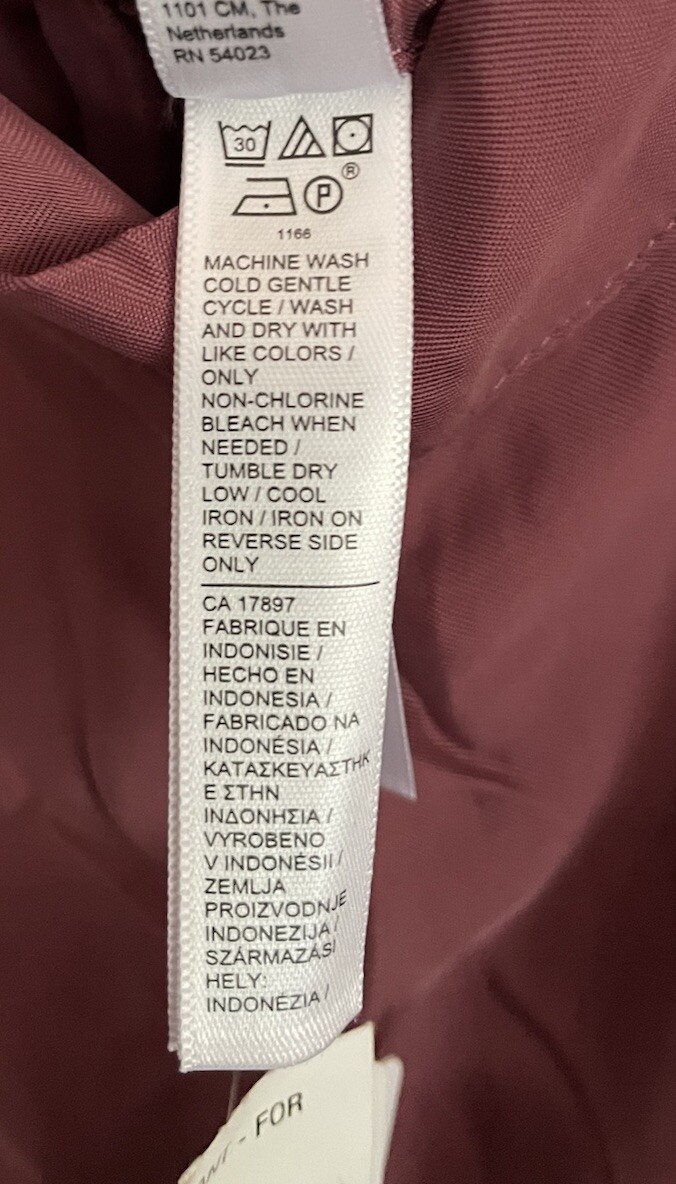 1101 CM, The
Netherlands
RN 54023
30
P
®
1166
MACHINE WASH
COLD GENTLE
CYCLE / WASH
AND DRY WITH
LIKE COLORS /
ONLY
NON-CHLORINE
BLEACH WHEN
NEEDED /
TUMBLE DRY
LOW / COOL
IRON / IRON ON
REVERSE SIDE
ONLY
CA 17897
FABRIQUE EN
INDONISIE /
HECHO EN
INDONESIA /
FABRICADO NA
INDONÉSIA /
ΚΑΤΑΣΚΕΥΑΣΤΗΚ
Ε ΣΤΗΝ
ΙΝΔΟΝΗΣΙΑ /
VYROBENO
V INDONÉSII /
ZEMLJA
PROIZVODNJE
INDONEZIJA /
SZÁRMAZÁSI
HELY:
INDONÉZIA /
- FOR